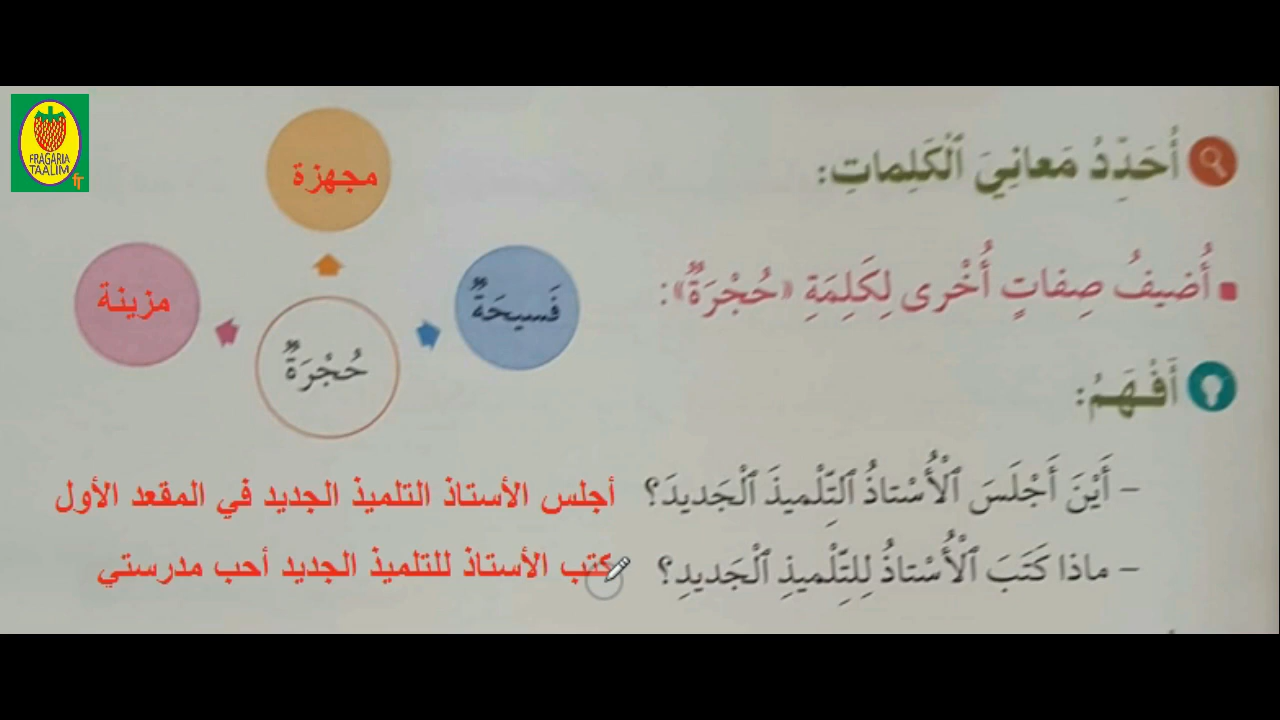 FRAGARIA
TAALIM
fT
أُحَدِّدُ مَعانِيَ ٱلْكَلِماتِ:
أُضيفُ صِفاتٍ أُخْرى لِكَلِمَةِ «حُجْرَةٌ»:
مجهزة
فَسيحَةٌ
مزينة
حُجْرَةٌ
أَفْهَمُ:
– أَيْنَ أَجْلَسَ ٱلْأُسْتاذُ ٱلتِّلْميذَ ٱلْجَديدَ؟ أجلس الأستاذ التلميذ الجديد في المقعد الأول
– ماذا كَتَبَ ٱلْأُسْتاذُ لِلتِّلْميذِ ٱلْجَديدِ؟ كتب الأستاذ للتلميذ الجديد أحب مدرستي